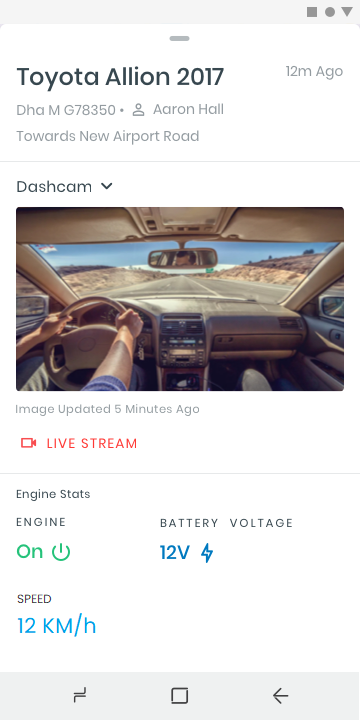 Toyota Allion 2017
12m Ago
Dha M G78350 • Aaron Hall
Towards New Airport Road
Dashcam
Image Updated 5 Minutes Ago
LIVE STREAM
Engine Stats
ENGINE
BATTERY VOLTAGE
On
12V
SPEED
12 KM/h